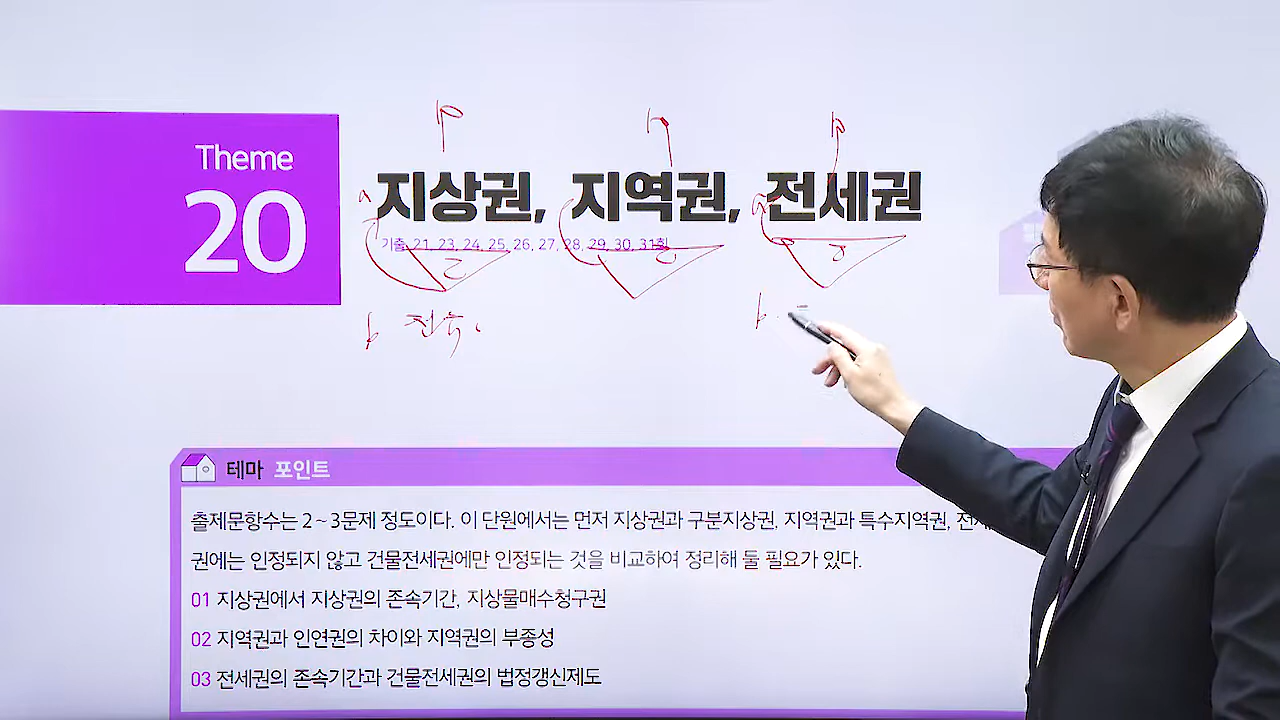 Theme
20
지상권, 지역권, 전세권
기출 21, 23, 24, 25, 26, 27, 28, 29, 30, 31회
테마 포인트
출제문항수는 2~3문제 정도이다. 이 단원에서는 먼저 지상권과 구분지상권, 지역권과 특수지역권,
권에는 인정되지 않고 건물전세권에만 인정되는 것을 비교하여 정리해 둘 필요가 있다.
01 지상권에서 지상권의 존속기간, 지상물매수청구권
02 지역권과 인연권의 차이와 지역권의 부종성
03 전세권의 존속기간과 건물전세권의 법정갱신제도